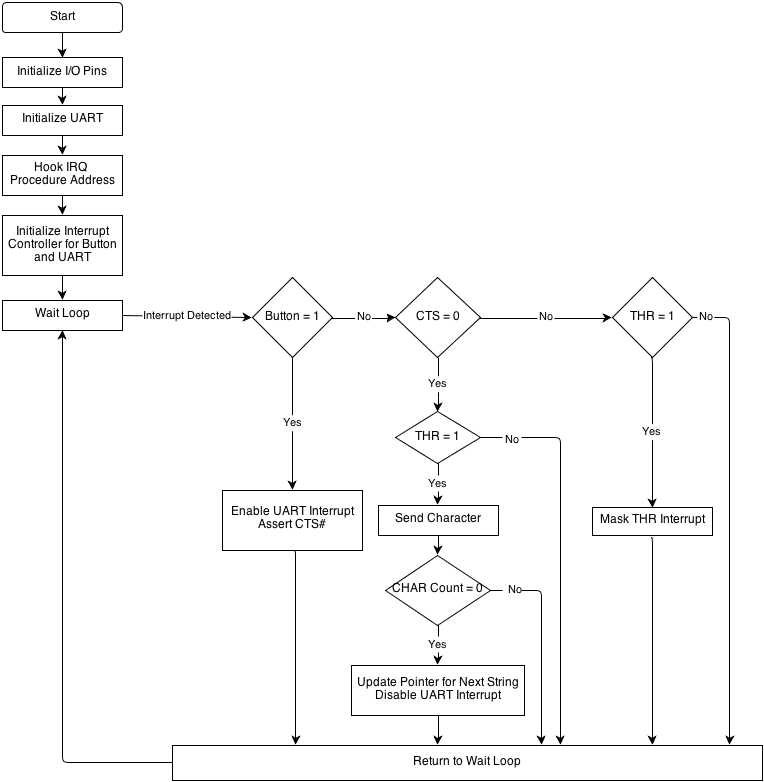 Start
Initialize I/O Pins
Initialize UART
Hook IRQ
Procedure Address
Initialize Interrupt
Controller for Button
and UART
Wait Loop
Interrupt Detected
Button = 1
No
CTS = 0
No
THR = 1
No
Yes
Yes
Yes
THR = 1
No
Yes
Enable UART Interrupt
Assert CTS#
Send Character
Mask THR Interrupt
CHAR Count = 0
No
Yes
Update Pointer for Next String
Disable UART Interrupt
Return to Wait Loop